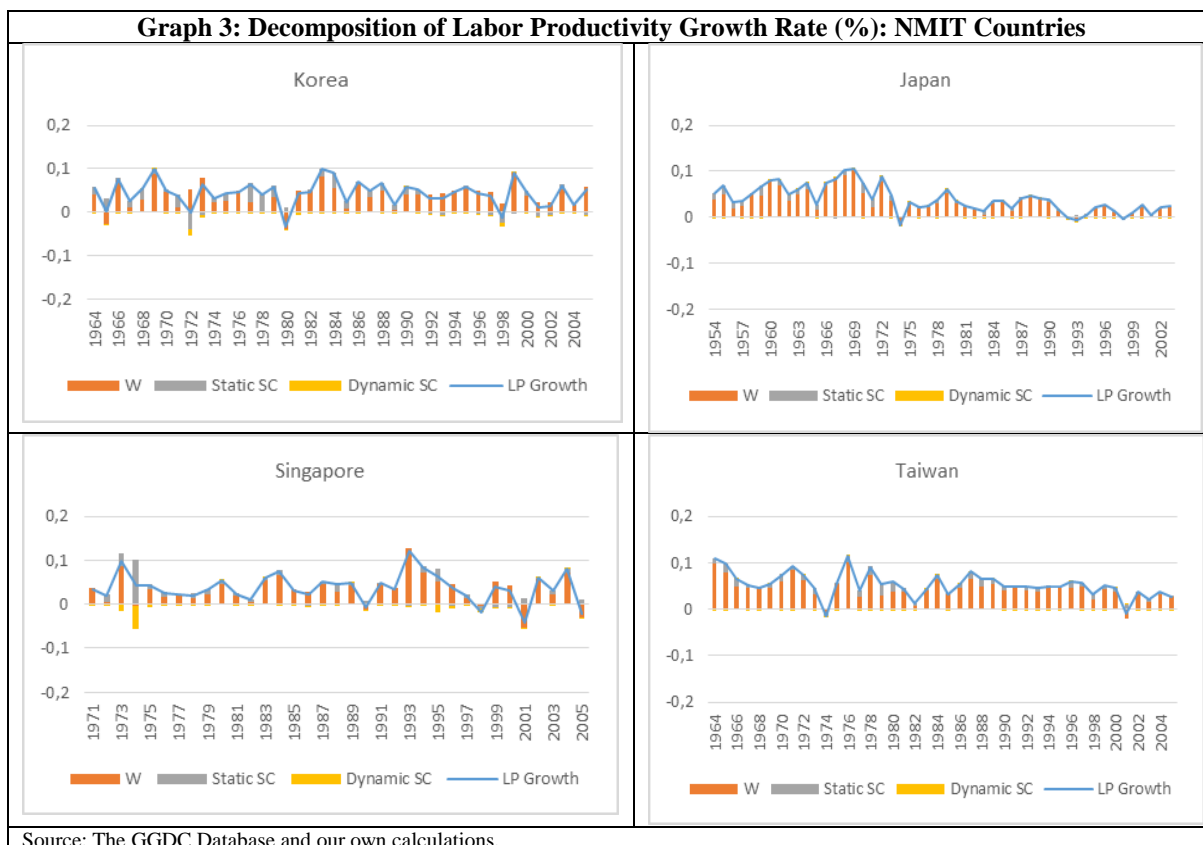 Graph 3: Decomposition of Labor Productivity Growth Rate (%): NMIT Countries
Korea
0,2
0,1
0
-0,1
-0,2
1964 1966 1968 1970 1972 1974 1976 1978 1980 1982 1984 1986 1988 1990 1992 1994 1996 1998 2000 2002 2004
W Static SC Dynamic SC LP Growth
Japan
0,2
0,1
0
-0,1
-0,2
1954 1957 1960 1963 1966 1969 1972 1975 1978 1981 1984 1987 1990 1993 1996 1999 2002
W Static SC Dynamic SC LP Growth
Singapore
0,2
0,1
0
-0,1
-0,2
1971 1973 1975 1977 1979 1981 1983 1985 1987 1989 1991 1993 1995 1997 1999 2001 2003 2005
W Static SC Dynamic SC LP Growth
Taiwan
0,2
0,1
0
-0,1
-0,2
1964 1966 1968 1970 1972 1974 1976 1978 1980 1982 1984 1986 1988 1990 1992 1994 1996 1998 2000 2002 2004
W Static SC Dynamic SC LP Growth
Source: The GGDC Database and our own calculations